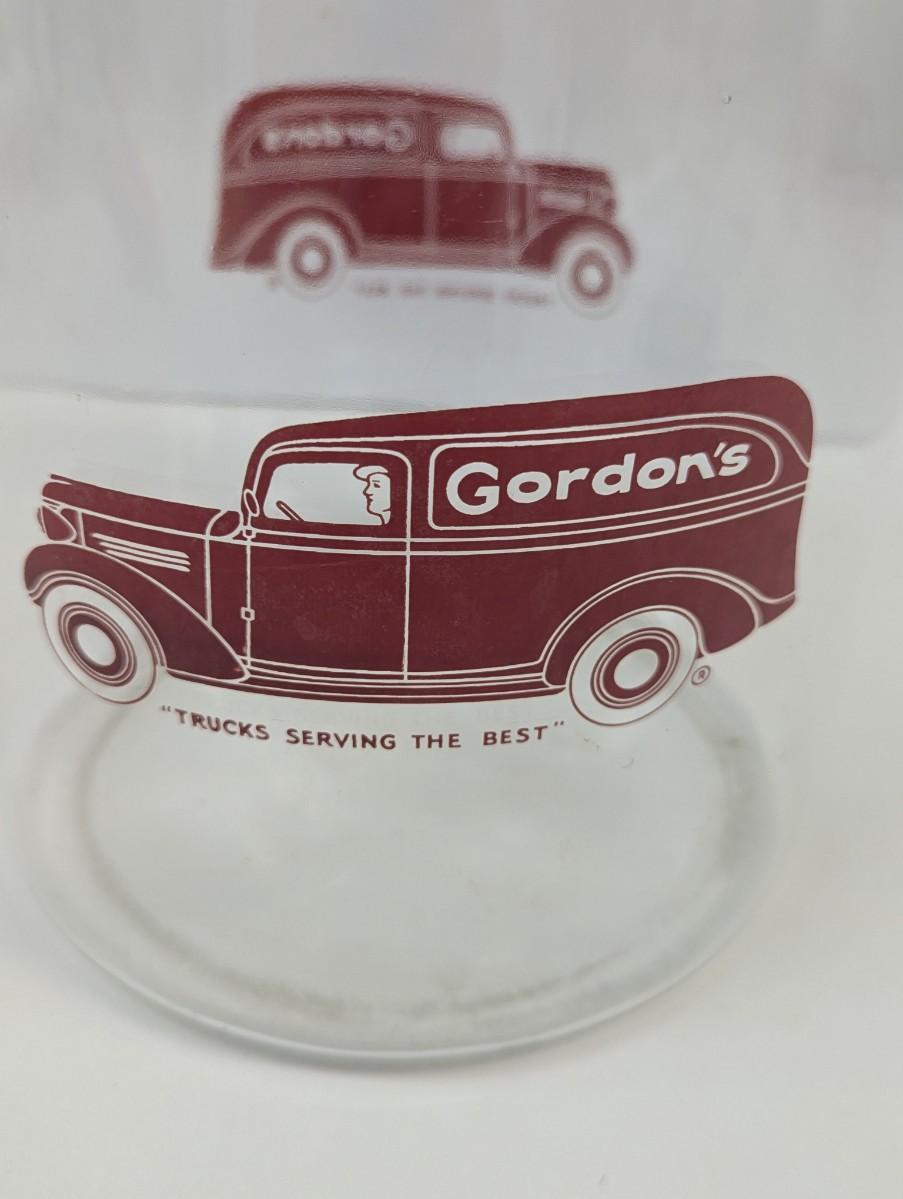 Gordon's
®
"TRUCKS SERVING THE BEST"